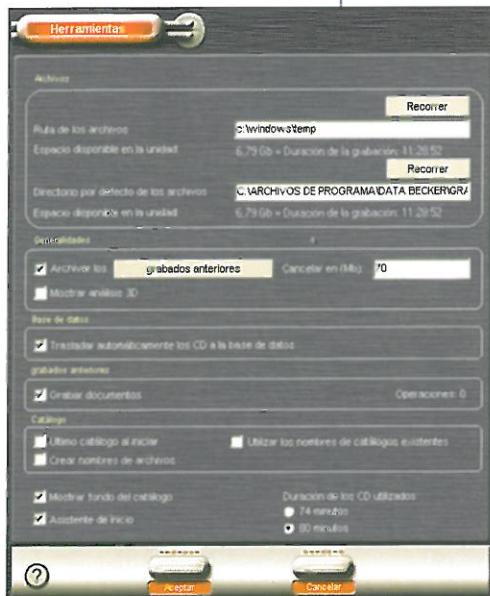 Herramientas
Archivos
Recorrer
Ruta de los archivos c:\windows\temp
Espacio disponible en la unidad 6,79 Gb = Duración de la grabación: 11:28:52
Recorrer
Directorio por defecto de los archivos C:\ARCHIVOS DE PROGRAMA\DATA BECKER\GRA
Espacio disponible en la unidad 6,79 Gb = Duración de la grabación: 11:28:52
Generalidades
Archivar los grabados anteriores Cancelar en (Mb): 70
Mostrar análisis 3D
Base de datos
Trasladar automáticamente los CD a la base de datos
grabados anteriores
Grabar documentos Operaciones: 0
Catálogo
Último catálogo al iniciar Utilizar los nombres de catálogos existentes
Crear nombres de archivos
Mostrar fondo del catálogo Duración de los CD utilizados
74 minutos
Asistente de inicio
80 minutos
?
Aceptar Cancelar